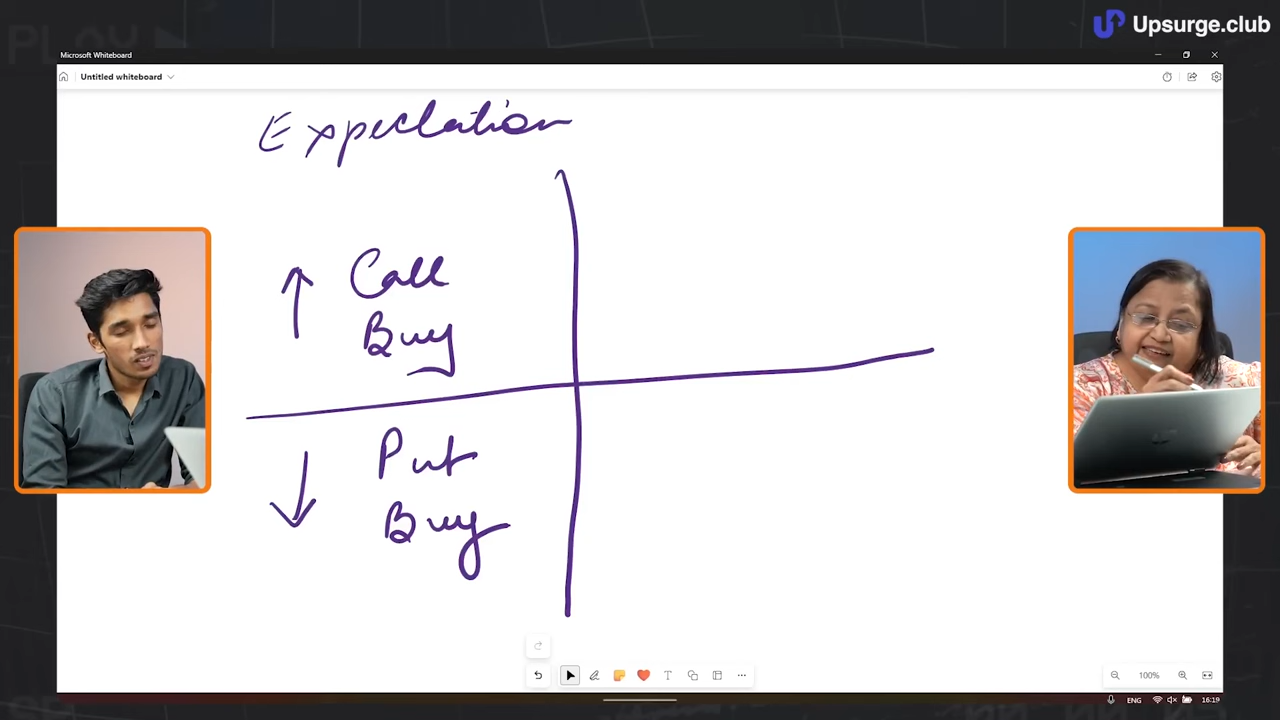 Upsurge.club
Microsoft Whiteboard
Untitled whiteboard
Expectation
Call
Buy
Put
Buy
100%
ENG
16:19